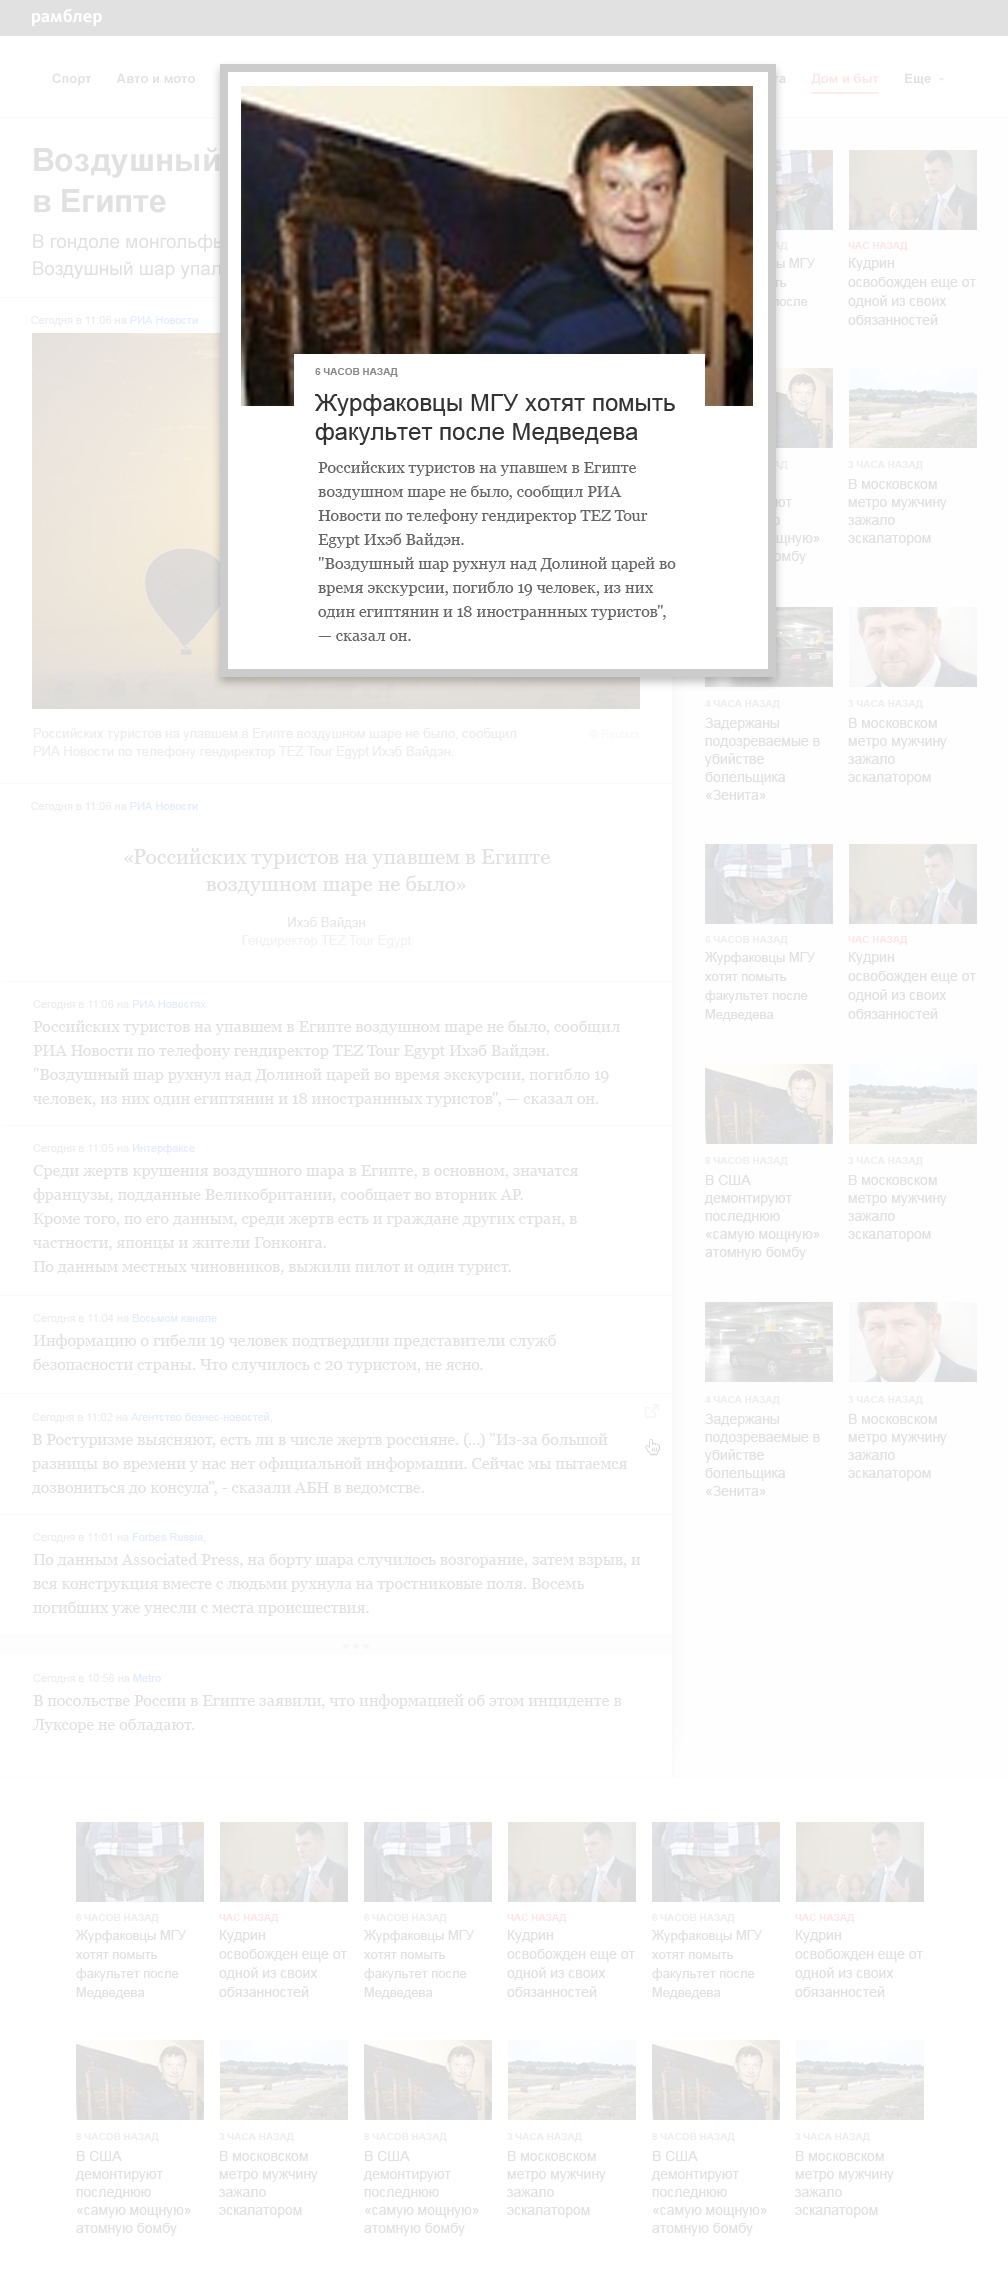 рамблер
Спорт
Авто и мото
Дом и быт
Еще
Воздушный
в Египте
В гондоле
Воздушный шар упал
Сегодня в 11:06 на РИА Новости
6 ЧАСОВ НАЗАД
Журфаковцы МГУ хотят помыть
факультет после Медведева
Российских туристов на упавшем в Египте
воздушном шаре не было, сообщил РИА
Новости по телефону гендиректор TEZ Tour
Egypt Ихэб Вайдэн.
"Воздушный шар рухнул над Долиной царей во
время экскурсии, погибло 19 человек, из них
один египтянин и 18 иностраннных туристов",
— сказал он.
Российских туристов на упавшем в Египте воздушном шаре не было, сообщил
РИА Новости по телефону гендиректор TEZ Tour Egypt Ихэб Вайдэн.
© Reuters
Сегодня в 11:06 на РИА Новости
«Российских туристов на упавшем в Египте
воздушном шаре не было»
Ихэб Вайдэн
Гендиректор TEZ Tour Egypt
Сегодня в 11:06 на РИА Новостях
Российских туристов на упавшем в Египте воздушном шаре не было, сообщил
РИА Новости по телефону гендиректор TEZ Tour Egypt Ихэб Вайдэн.
"Воздушный шар рухнул над Долиной царей во время экскурсии, погибло 19
человек, из них один египтянин и 18 иностраннных туристов", — сказал он.
Сегодня в 11:05 на Интерфаксе
Среди жертв крушения воздушного шара в Египте, в основном, значатся
французы, подданные Великобритании, сообщает во вторник AP.
Кроме того, по его данным, среди жертв есть и граждане других стран, в
частности, японцы и жители Гонконга.
По данным местных чиновников, выжили пилот и один турист.
Сегодня в 11:04 на Восьмом канале
Информацию о гибели 19 человек подтвердили представители служб
безопасности страны. Что случилось с 20 туристом, не ясно.
Сегодня в 11:02 на Агентство бизнес-новостей,
В Ростуризме выясняют, есть ли в числе жертв россияне. (...) "Из-за большой
разницы во времени у нас нет официальной информации. Сейчас мы пытаемся
дозвониться до консула", - сказали АБН в ведомстве.
Сегодня в 11:01 на Forbes Russia,
По данным Associated Press, на борту шара случилось возгорание, затем взрыв, и
вся конструкция вместе с людьми рухнула на тростниковые поля. Восемь
погибших уже унесли с места происшествия.
Сегодня в 10:56 на Metro
В посольстве России в Египте заявили, что информацией об этом инциденте в
Луксоре не обладают.
МГУ
после
ЧАС НАЗАД
Кудрин
освобожден еще от
одной из своих
обязанностей
3 ЧАСА НАЗАД
В московском
метро мужчину
зажало
эскалатором
4 ЧАСА НАЗАД
Задержаны
подозреваемые в
убийстве
болельщика
«Зенита»
3 ЧАСА НАЗАД
В московском
метро мужчину
зажало
эскалатором
6 ЧАСОВ НАЗАД
Журфаковцы МГУ
хотят помыть
факультет после
Медведева
ЧАС НАЗАД
Кудрин
освобожден еще от
одной из своих
обязанностей
8 ЧАСОВ НАЗАД
В США
демонтируют
последнюю
«самую мощную»
атомную бомбу
3 ЧАСА НАЗАД
В московском
метро мужчину
зажало
эскалатором
4 ЧАСА НАЗАД
Задержаны
подозреваемые в
убийстве
болельщика
«Зенита»
3 ЧАСА НАЗАД
В московском
метро мужчину
зажало
эскалатором
6 ЧАСОВ НАЗАД
Журфаковцы МГУ
хотят помыть
факультет после
Медведева
ЧАС НАЗАД
Кудрин
освобожден еще от
одной из своих
обязанностей
6 ЧАСОВ НАЗАД
Журфаковцы МГУ
хотят помыть
факультет после
Медведева
ЧАС НАЗАД
Кудрин
освобожден еще от
одной из своих
обязанностей
6 ЧАСОВ НАЗАД
Журфаковцы МГУ
хотят помыть
факультет после
Медведева
ЧАС НАЗАД
Кудрин
освобожден еще от
одной из своих
обязанностей
8 ЧАСОВ НАЗАД
В США
демонтируют
последнюю
«самую мощную»
атомную бомбу
3 ЧАСА НАЗАД
В московском
метро мужчину
зажало
эскалатором
8 ЧАСОВ НАЗАД
В США
демонтируют
последнюю
«самую мощную»
атомную бомбу
3 ЧАСА НАЗАД
В московском
метро мужчину
зажало
эскалатором
8 ЧАСОВ НАЗАД
В США
демонтируют
последнюю
«самую мощную»
атомную бомбу
3 ЧАСА НАЗАД
В московском
метро мужчину
зажало
эскалатором